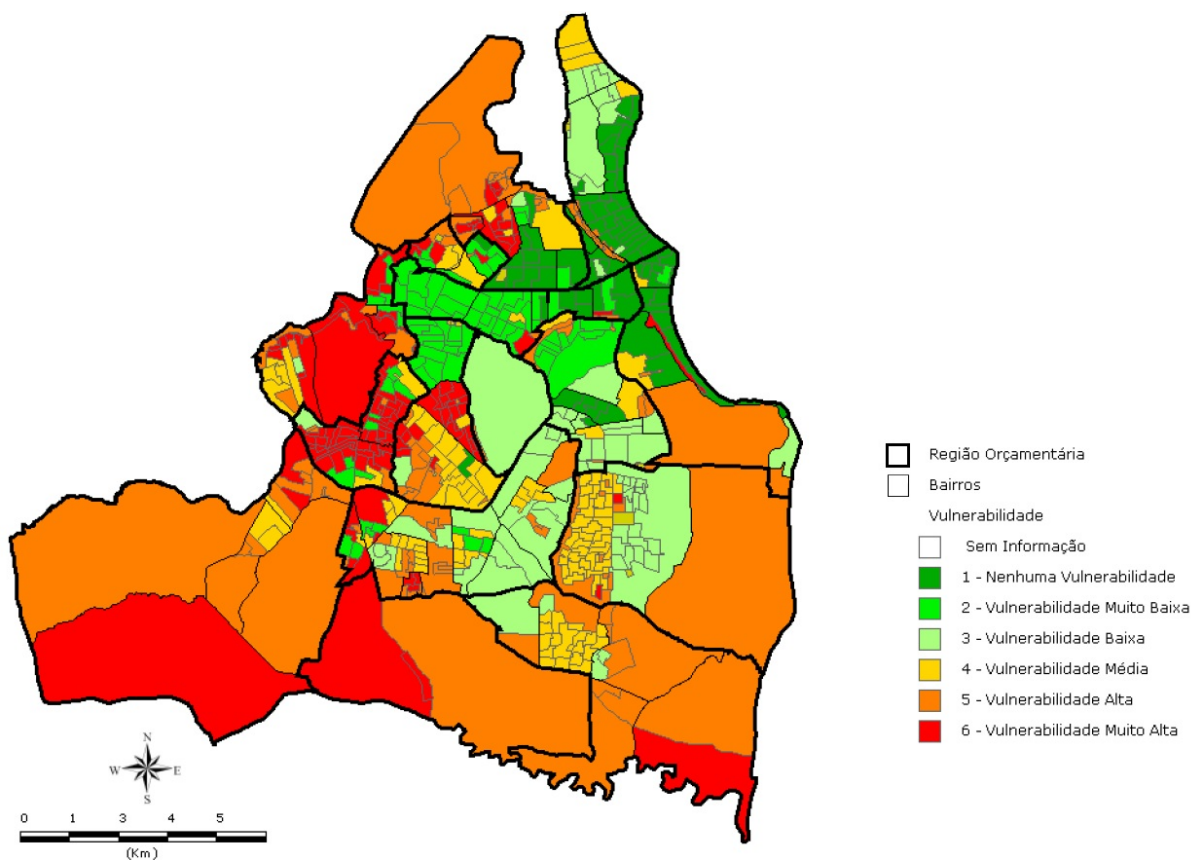 Região Orçamentária
Bairros
Vulnerabilidade
Sem Informação
1 - Nenhuma Vulnerabilidade
2 - Vulnerabilidade Muito Baixa
3 - Vulnerabilidade Baixa
4 - Vulnerabilidade Média
5 - Vulnerabilidade Alta
6 - Vulnerabilidade Muito Alta
N
W E
S
0 1 2 3 4 5
(Km)